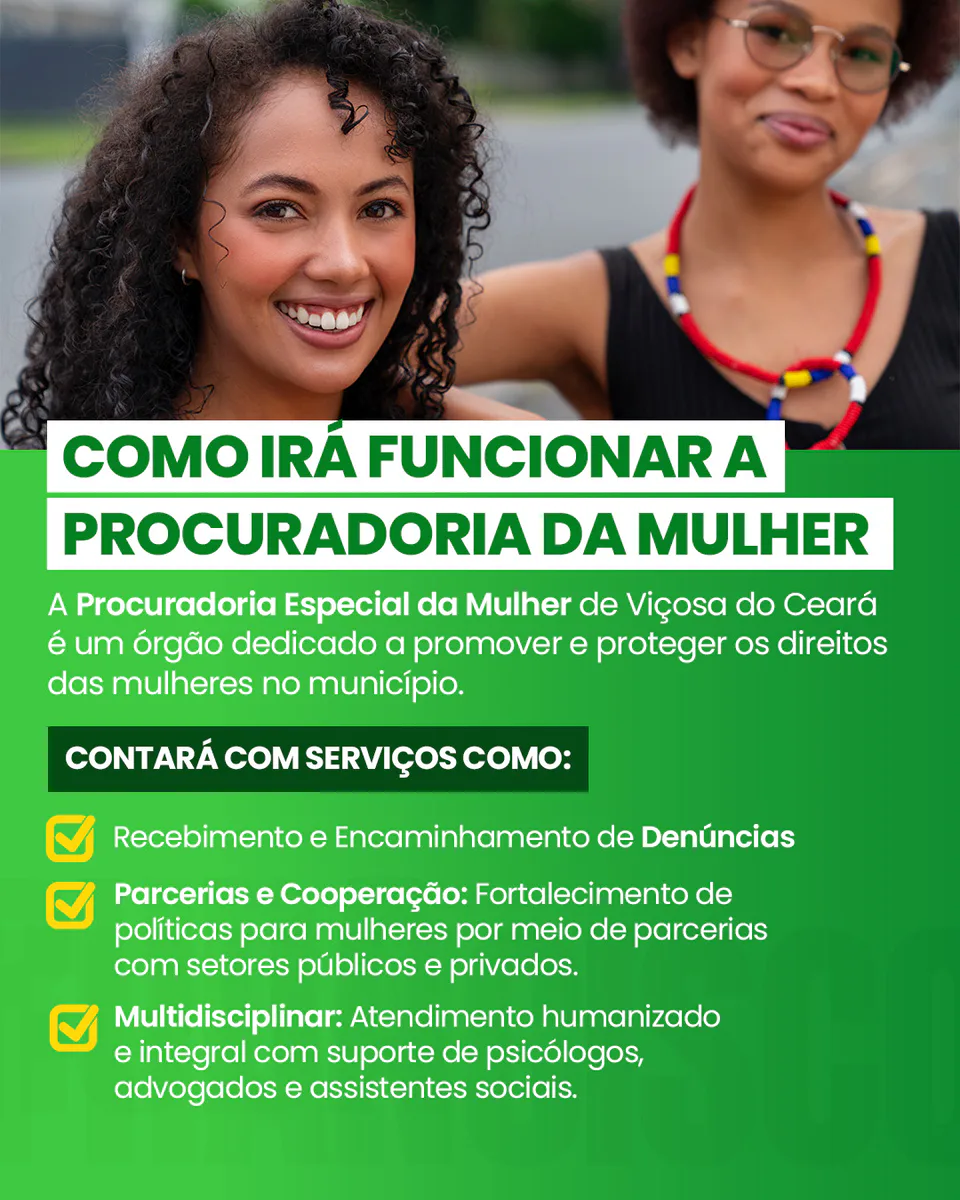 COMO IRÁ FUNCIONAR A
PROCURADORIA DA MULHER
A Procuradoria Especial da Mulher de Viçosa do Ceará
é um órgão dedicado a promover e proteger os direitos
das mulheres no município.
CONTARÁ COM SERVIÇOS COMO:
Recebimento e Encaminhamento de Denúncias
Parcerias e Cooperação: Fortalecimento de
políticas para mulheres por meio de parcerias
com setores públicos e privados.
Multidisciplinar: Atendimento humanizado
e integral com suporte de psicólogos,
advogados e assistentes sociais.